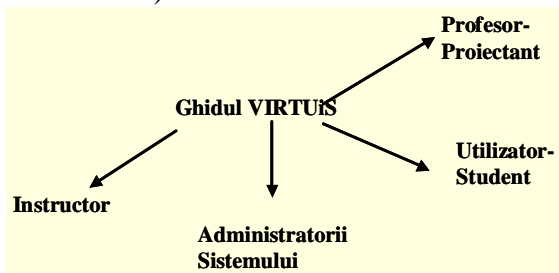 Profesor-
Proiectant
Ghidul VIRTUiS
Utilizator-
Student
Instructor
Administratorii
Sistemului